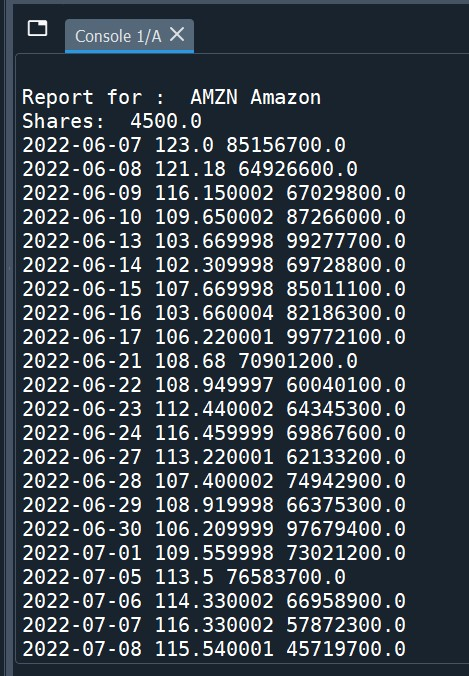 Console 1/A
Report for :  AMZN Amazon
Shares:  4500.0
2022-06-07 123.0 85156700.0
2022-06-08 121.18 64926600.0
2022-06-09 116.150002 67029800.0
2022-06-10 109.650002 87266000.0
2022-06-13 103.669998 99277700.0
2022-06-14 102.309998 69728800.0
2022-06-15 107.669998 85011100.0
2022-06-16 103.660004 82186300.0
2022-06-17 106.220001 99772100.0
2022-06-21 108.68 70901200.0
2022-06-22 108.949997 60040100.0
2022-06-23 112.440002 64345300.0
2022-06-24 116.459999 69867600.0
2022-06-27 113.220001 62133200.0
2022-06-28 107.400002 74942900.0
2022-06-29 108.919998 66375300.0
2022-06-30 106.209999 97679400.0
2022-07-01 109.559998 73021200.0
2022-07-05 113.5 76583700.0
2022-07-06 114.330002 66958900.0
2022-07-07 116.330002 57872300.0
2022-07-08 115.540001 45719700.0